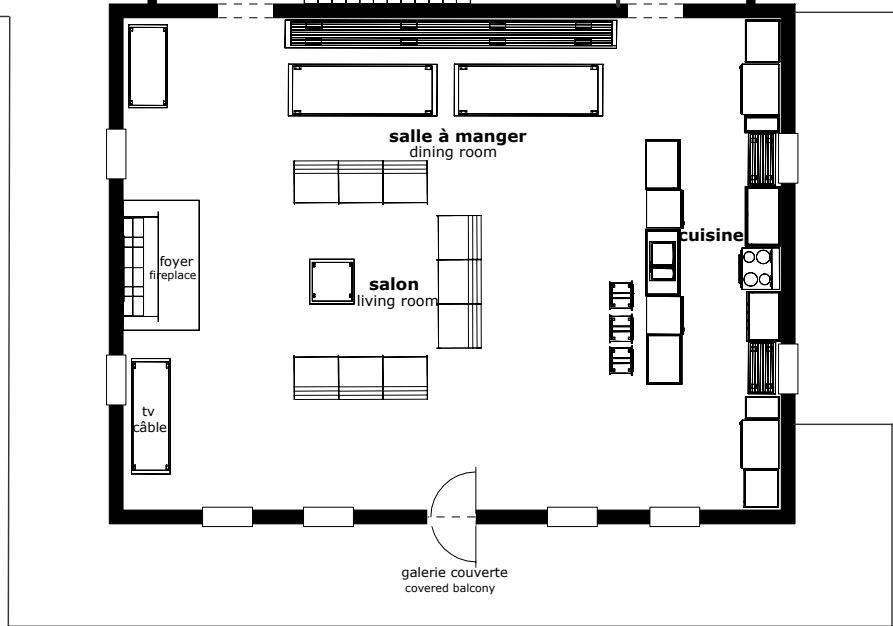 salle à manger
dining room
cuisine
foyer
fireplace
salon
living room
tv
câble
galerie couverte
covered balcony